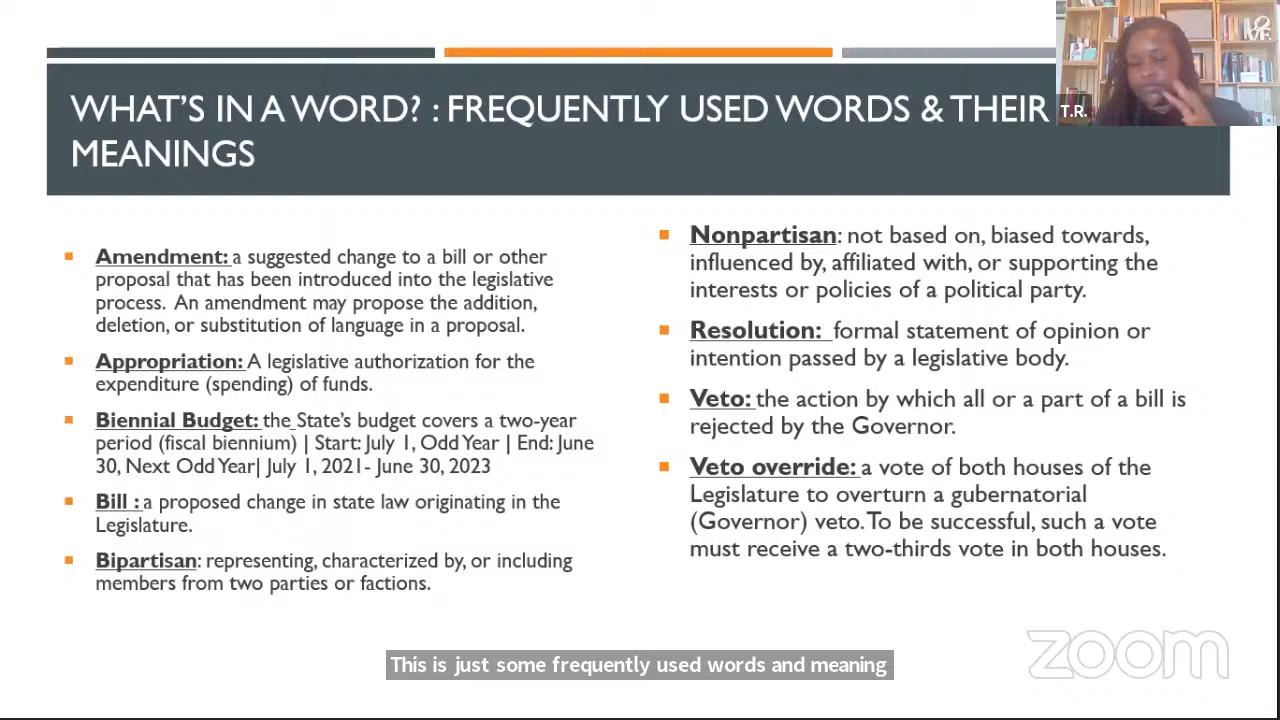 WHAT'S IN A WORD? : FREQUENTLY USED WORDS & THEIR
MEANINGS
T.R.
LOVE
Amendment: a suggested change to a bill or other
proposal that has been introduced into the legislative
process. An amendment may propose the addition,
deletion, or substitution of language in a proposal.
Appropriation: A legislative authorization for the
expenditure (spending) of funds.
Biennial Budget: the State's budget covers a two-year
period (fiscal biennium) | Start: July 1, Odd Year | End: June
30, Next Odd Year| July 1, 2021- June 30, 2023
Bill : a proposed change in state law originating in the
Legislature.
Bipartisan: representing, characterized by, or including
members from two parties or factions.
Nonpartisan: not based on, biased towards,
influenced by, affiliated with, or supporting the
interests or policies of a political party.
Resolution: formal statement of opinion or
intention passed by a legislative body.
Veto: the action by which all or a part of a bill is
rejected by the Governor.
Veto override: a vote of both houses of the
Legislature to overturn a gubernatorial
(Governor) veto. To be successful, such a vote
must receive a two-thirds vote in both houses.
zoom
This is just some frequently used words and meaning